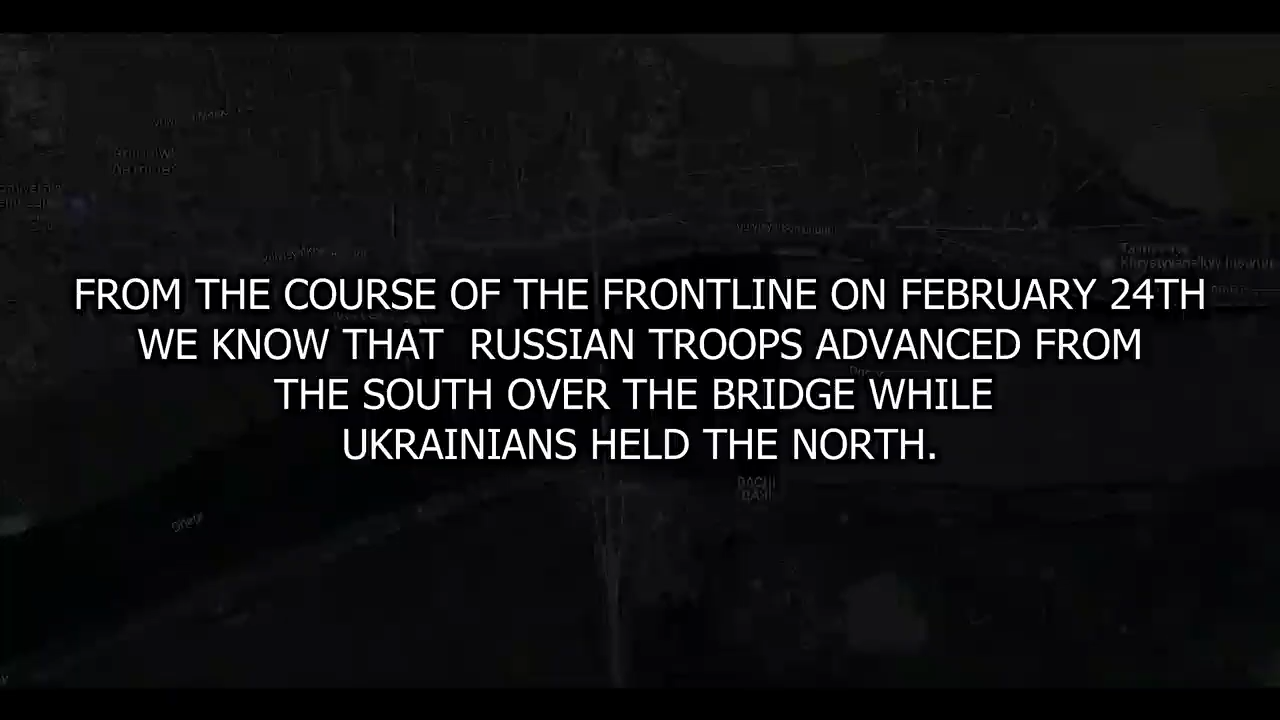 FROM THE COURSE OF THE FRONTLINE ON FEBRUARY 24TH
WE KNOW THAT  RUSSIAN TROOPS ADVANCED FROM
THE SOUTH OVER THE BRIDGE WHILE
UKRAINIANS HELD THE NORTH.